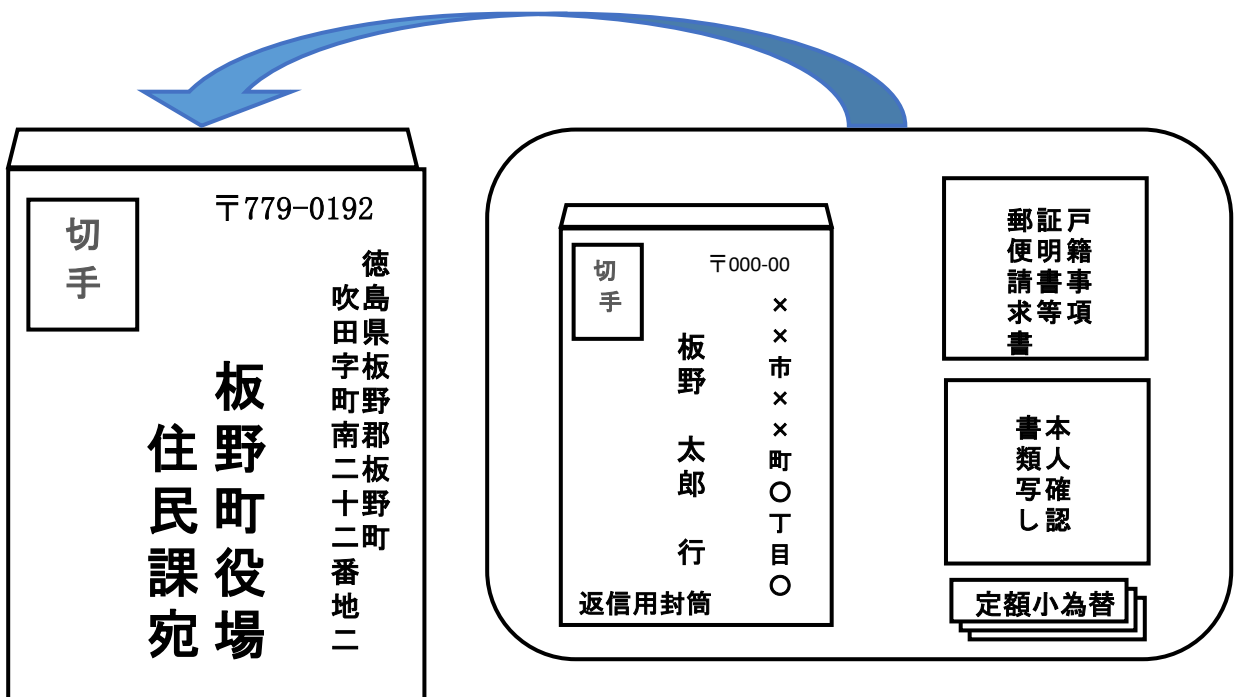 切手
〒779-0192
徳島県板野郡板野町
吹田字町南二十二番地二
板野町役場
住民課宛
切手
〒000-00
××市××町〇丁目〇
板野 太郎 行
返信用封筒
戸籍事項
証明書等
郵便請求書
本人確認
書類写し
定額小為替